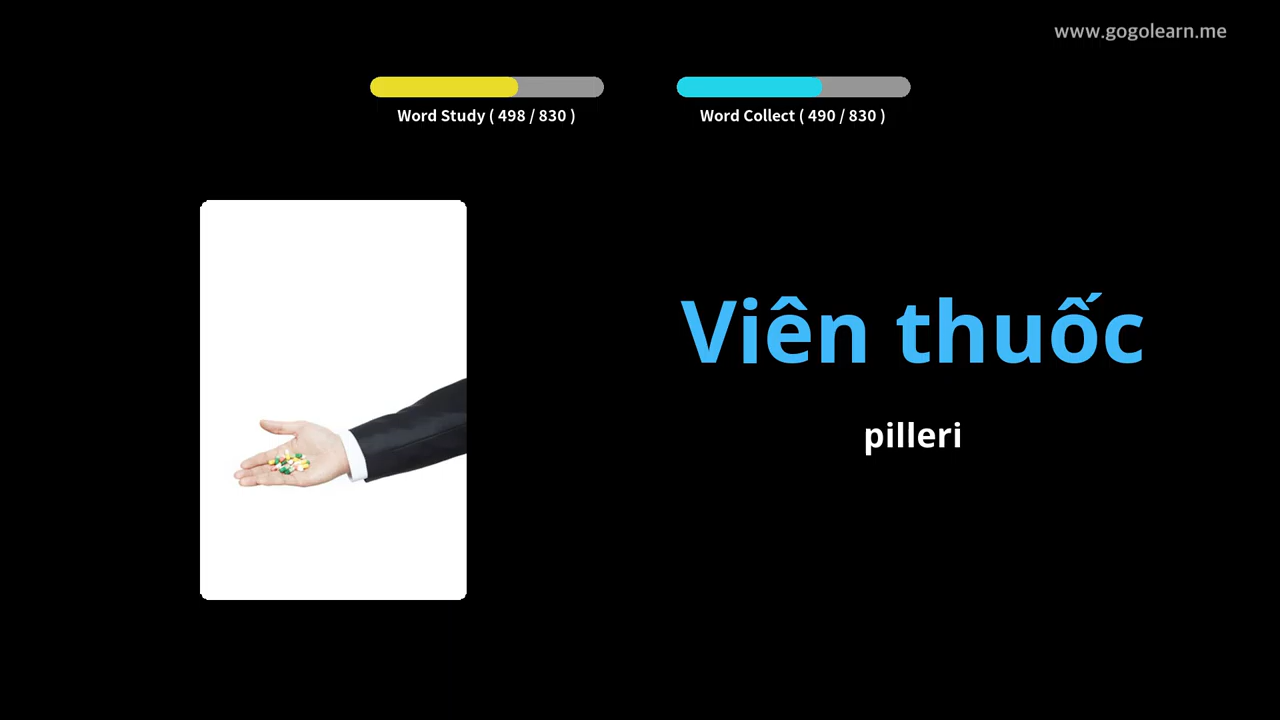 www.gogolearn.me
Word Study ( 498 / 830 )
Word Collect ( 490 / 830 )
Viên thuốc
pilleri